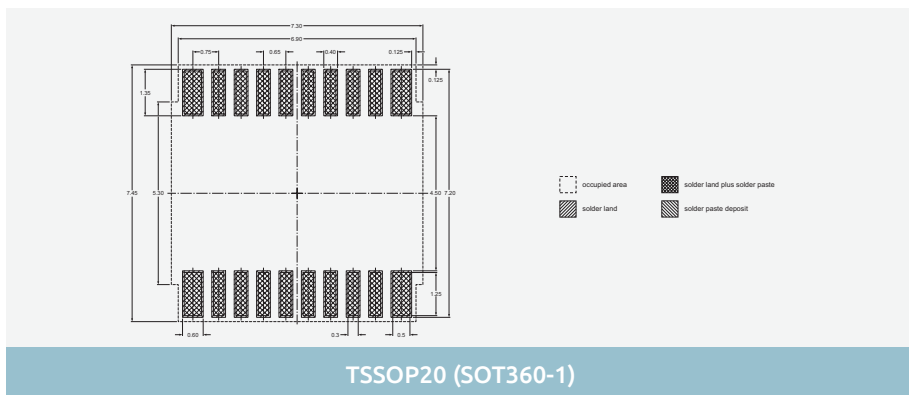 7.30
6.90
0.75 0.65 0.40 0.125
0.125
1.35
7.45 5.30 4.50 7.20
occupied area
solder land plus solder paste
solder land
solder paste deposit
1.25
0.60 0.3 0.5
TSSOP20 (SOT360-1)